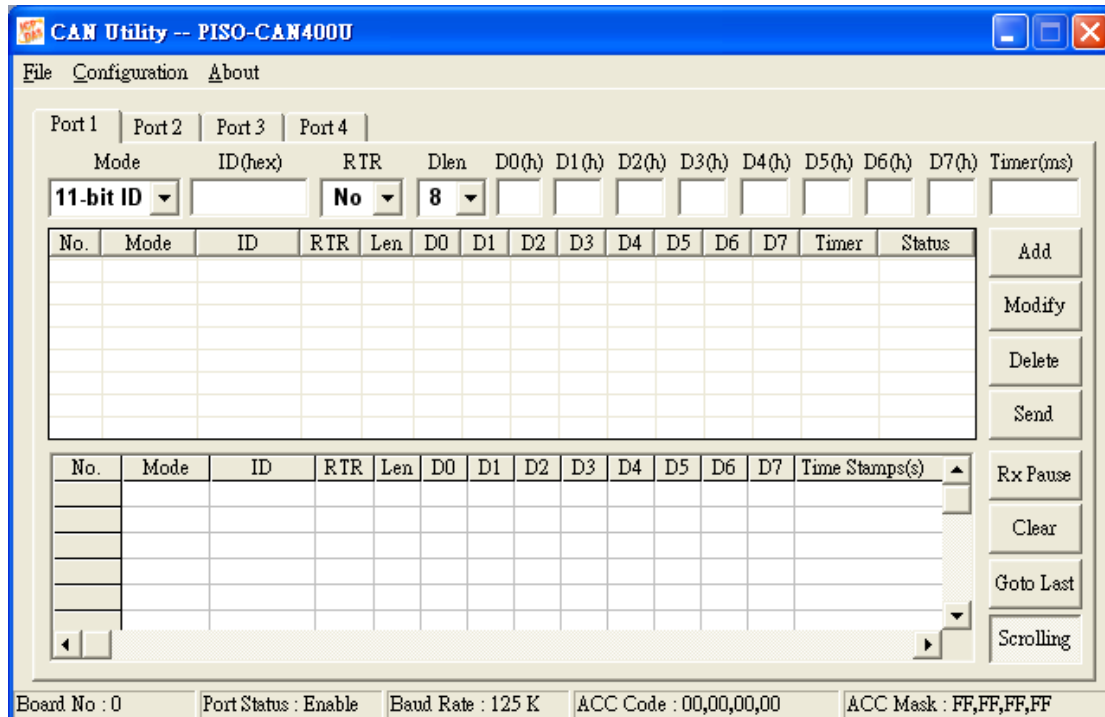 CAN Utility -- PISO-CAN400U
File Configuration About
Port 1 Port 2 Port 3 Port 4
Mode ID(hex) RTR Dlen D0(h) D1(h) D2(h) D3(h) D4(h) D5(h) D6(h) D7(h) Timer(ms)
11-bit ID No 8
No. Mode ID RTR Len D0 D1 D2 D3 D4 D5 D6 D7 Timer Status
Add
Modify
Delete
Send
No. Mode ID RTR Len D0 D1 D2 D3 D4 D5 D6 D7 Time Stamps(s)
Rx Pause
Clear
Goto Last
Scrolling
Board No : 0 Port Status : Enable Baud Rate : 125 K ACC Code : 00,00,00,00 ACC Mask : FF,FF,FF,FF